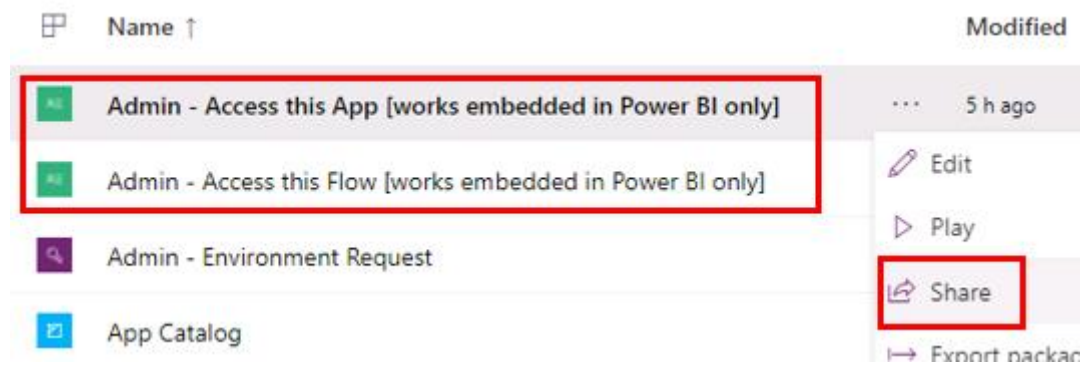 Name ↑ Modified
Admin - Access this App [works embedded in Power BI only] ··· 5 h ago
Edit
Admin - Access this Flow [works embedded in Power BI only]
Play
Admin - Environment Request
Share
App Catalog
Export